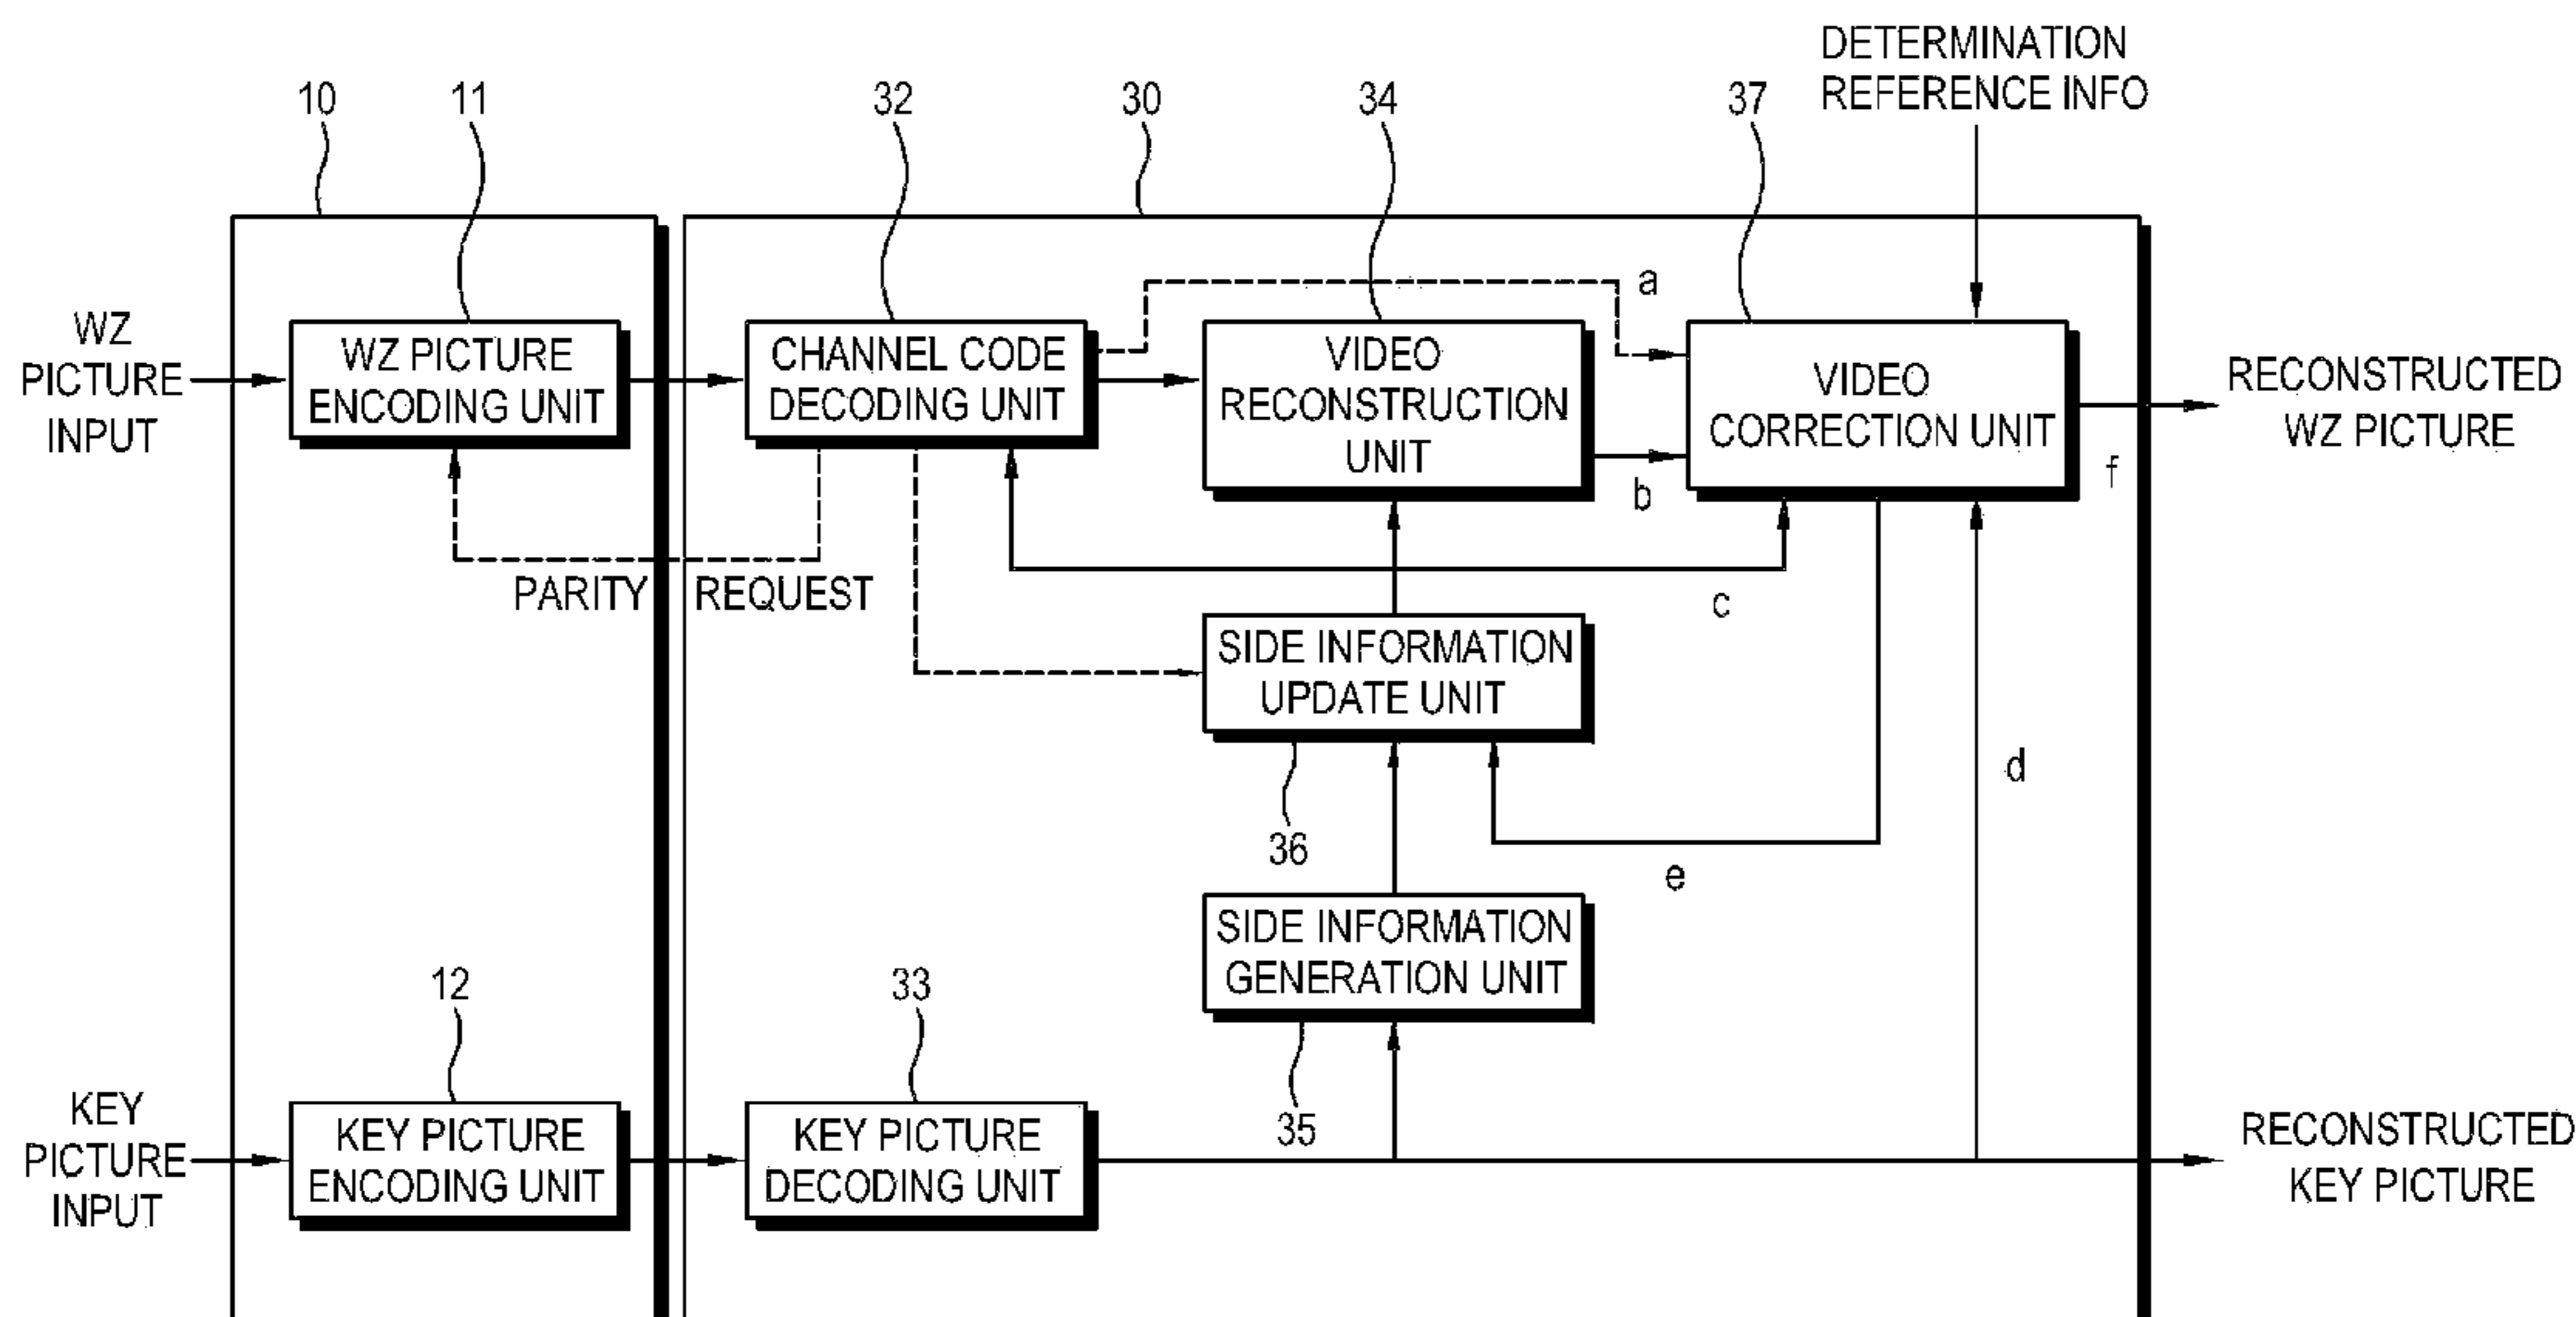 DETERMINATION
REFERENCE INFO
10
11
32
30
34
37
WZ
PICTURE
INPUT
WZ PICTURE
ENCODING UNIT
CHANNEL CODE
DECODING UNIT
VIDEO
RECONSTRUCTION
UNIT
a
b
VIDEO
CORRECTION UNIT
f
RECONSTRUCTED
WZ PICTURE
PARITY REQUEST
c
SIDE INFORMATION
UPDATE UNIT
36
d
e
SIDE INFORMATION
GENERATION UNIT
35
12
33
KEY
PICTURE
INPUT
KEY PICTURE
ENCODING UNIT
KEY PICTURE
DECODING UNIT
RECONSTRUCTED
KEY PICTURE